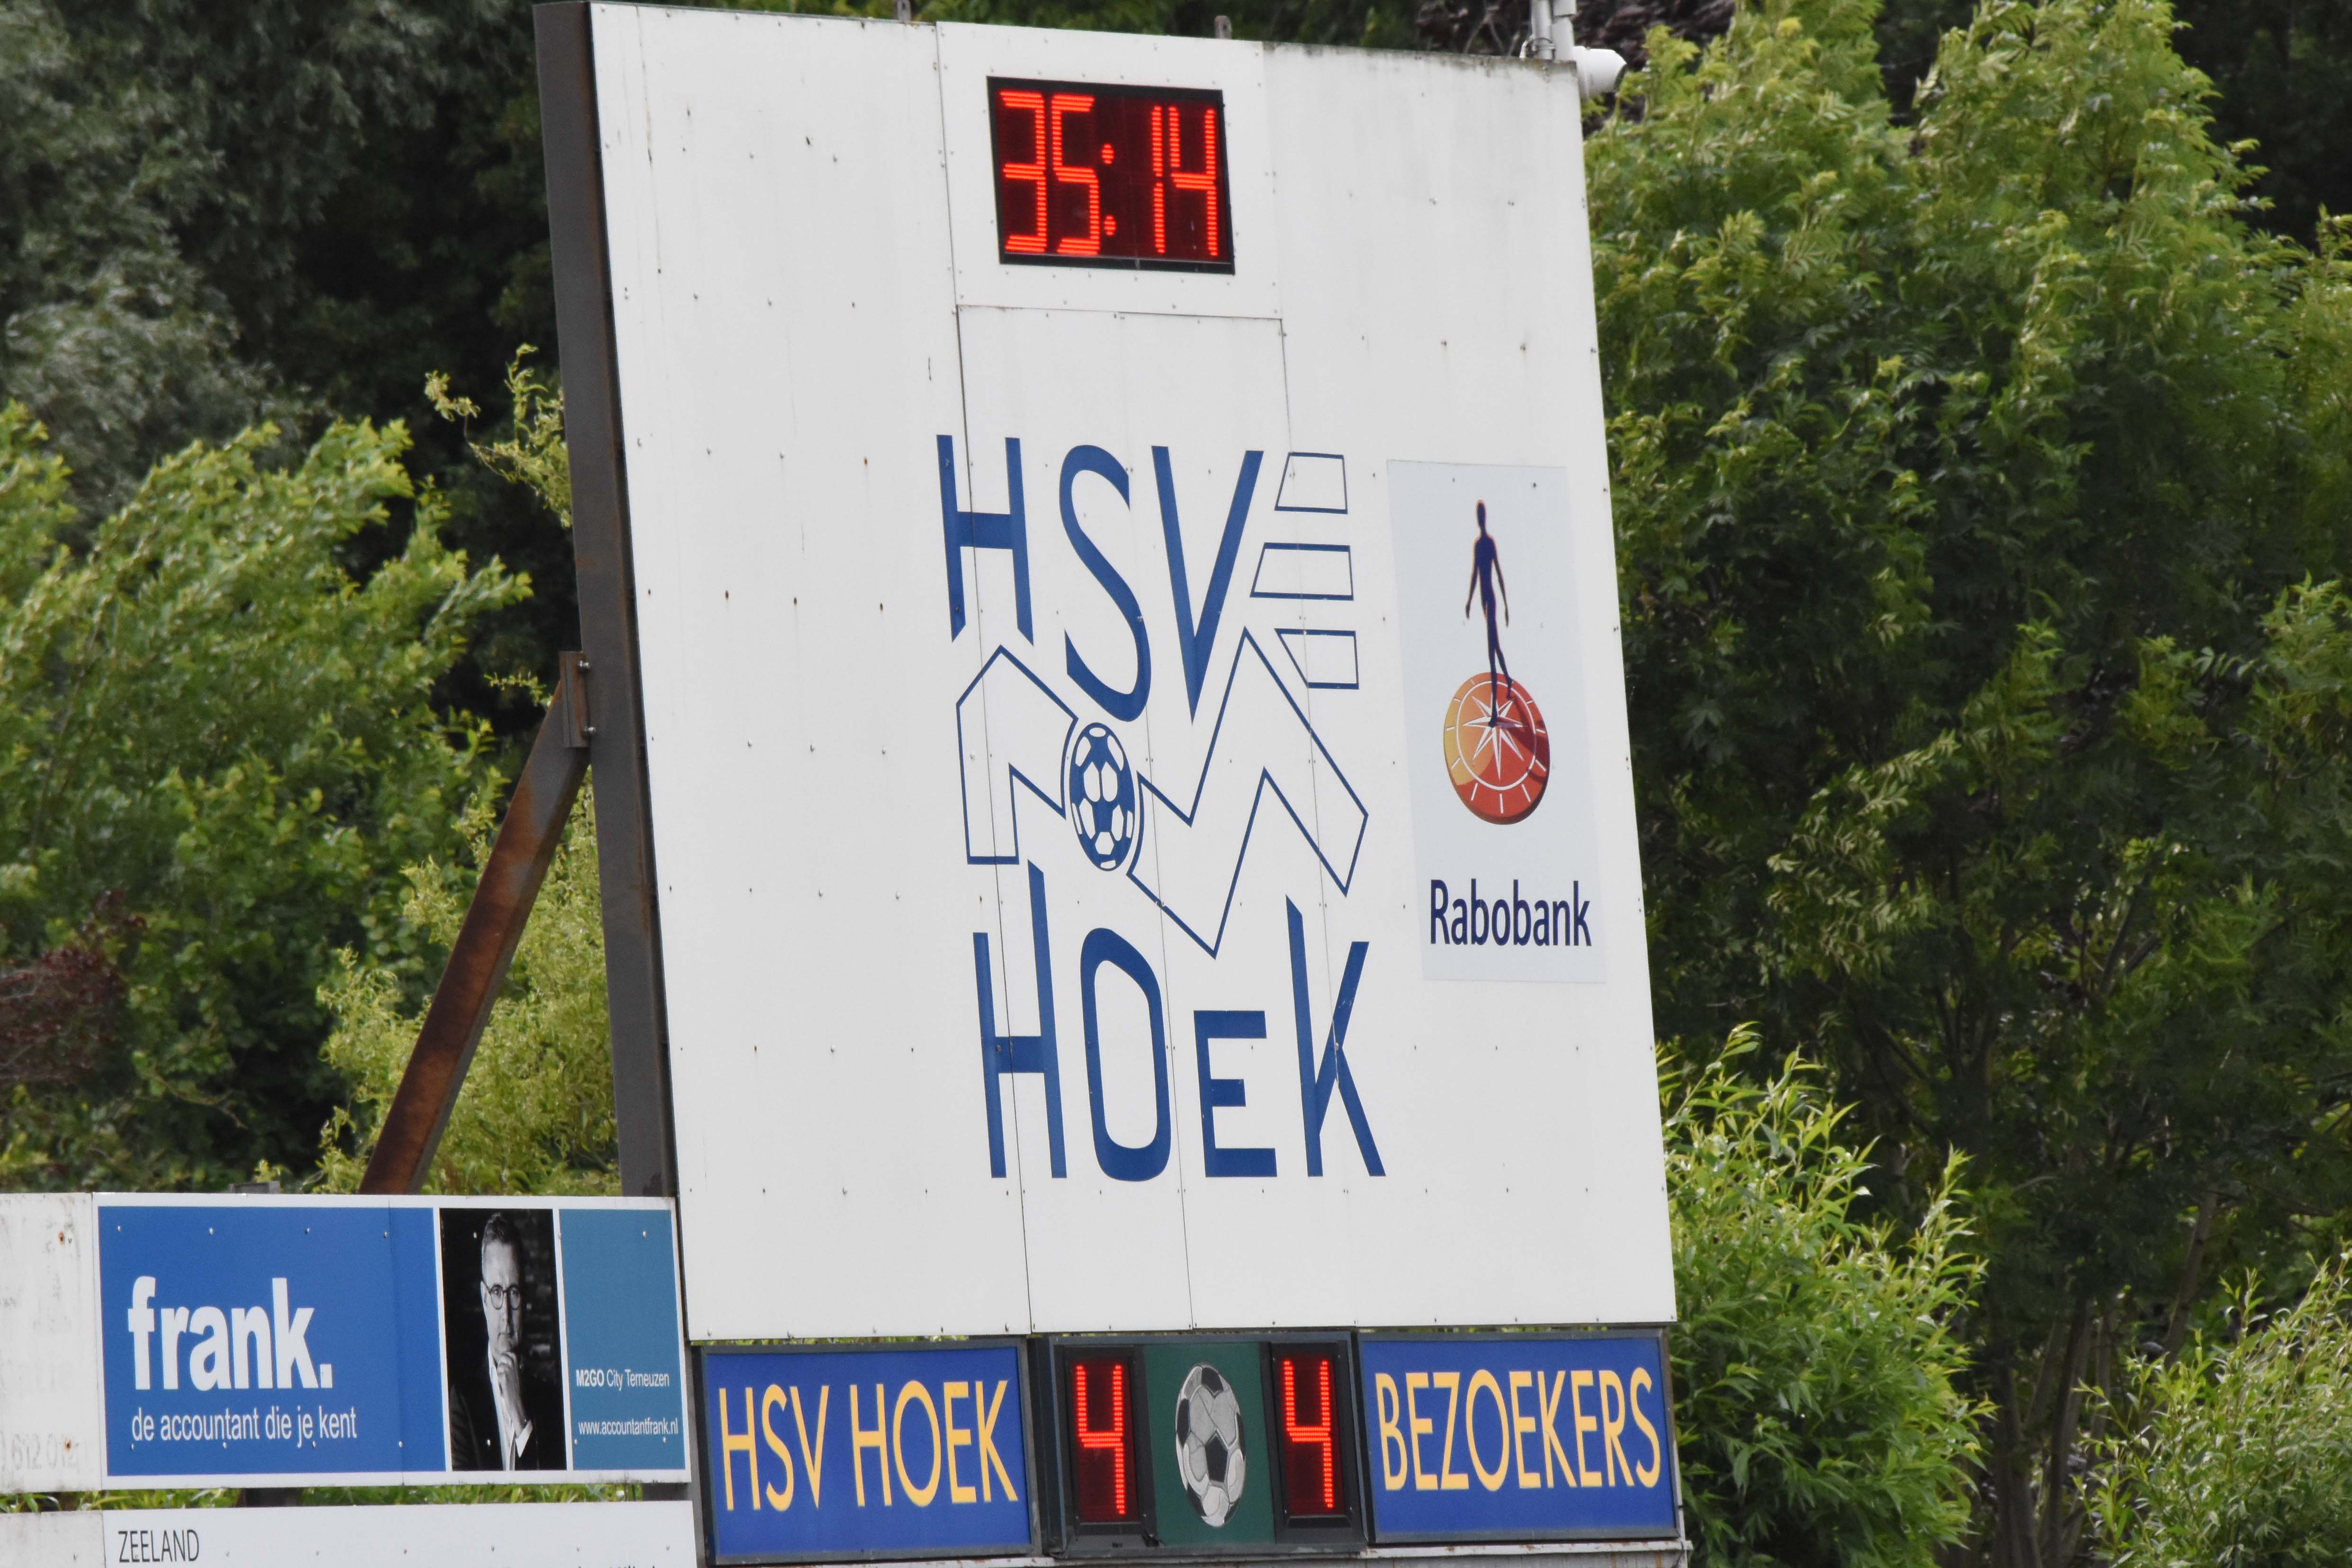 35:14
HSV
HOEK
Rabobank
frank.
de accountant die je kent
M2GO City Terneuzen
www.accountantfrank.nl
HSV HOEK
4
4
BEZOEKERS
ZEELAND